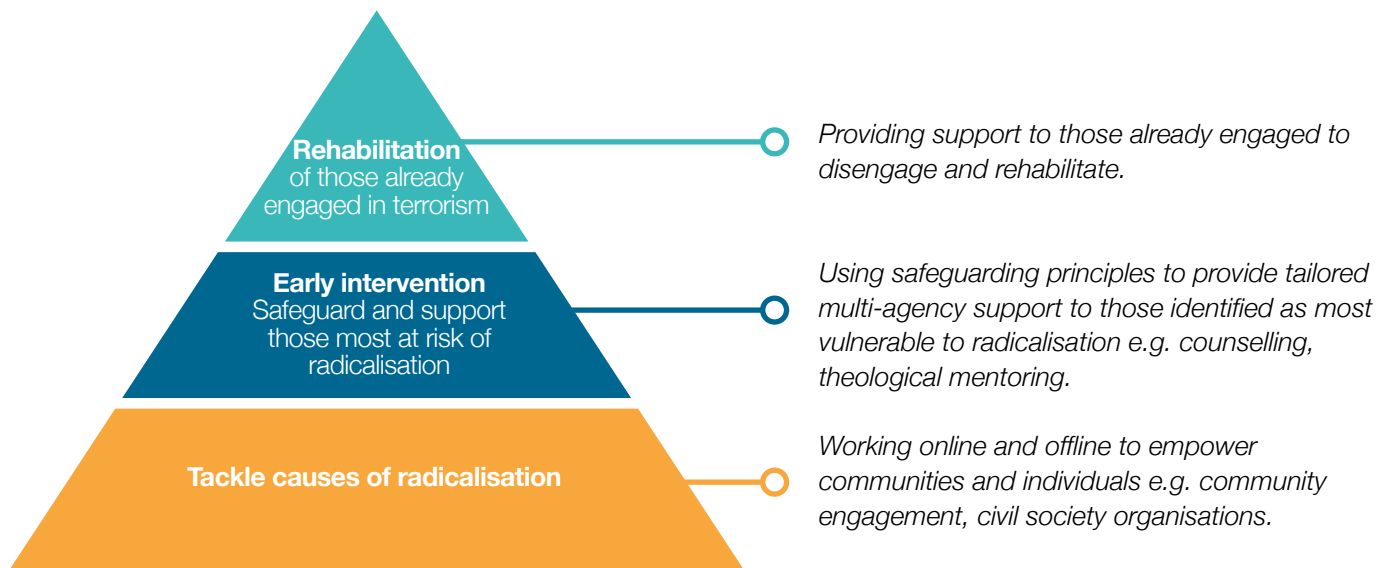 Rehabilitation
of those already
engaged in terrorism
Providing support to those already engaged to
disengage and rehabilitate.
Early intervention
Safeguard and support
those most at risk of
radicalisation
Using safeguarding principles to provide tailored
multi-agency support to those identified as most
vulnerable to radicalisation e.g. counselling,
theological mentoring.
Tackle causes of radicalisation
Working online and offline to empower
communities and individuals e.g. community
engagement, civil society organisations.